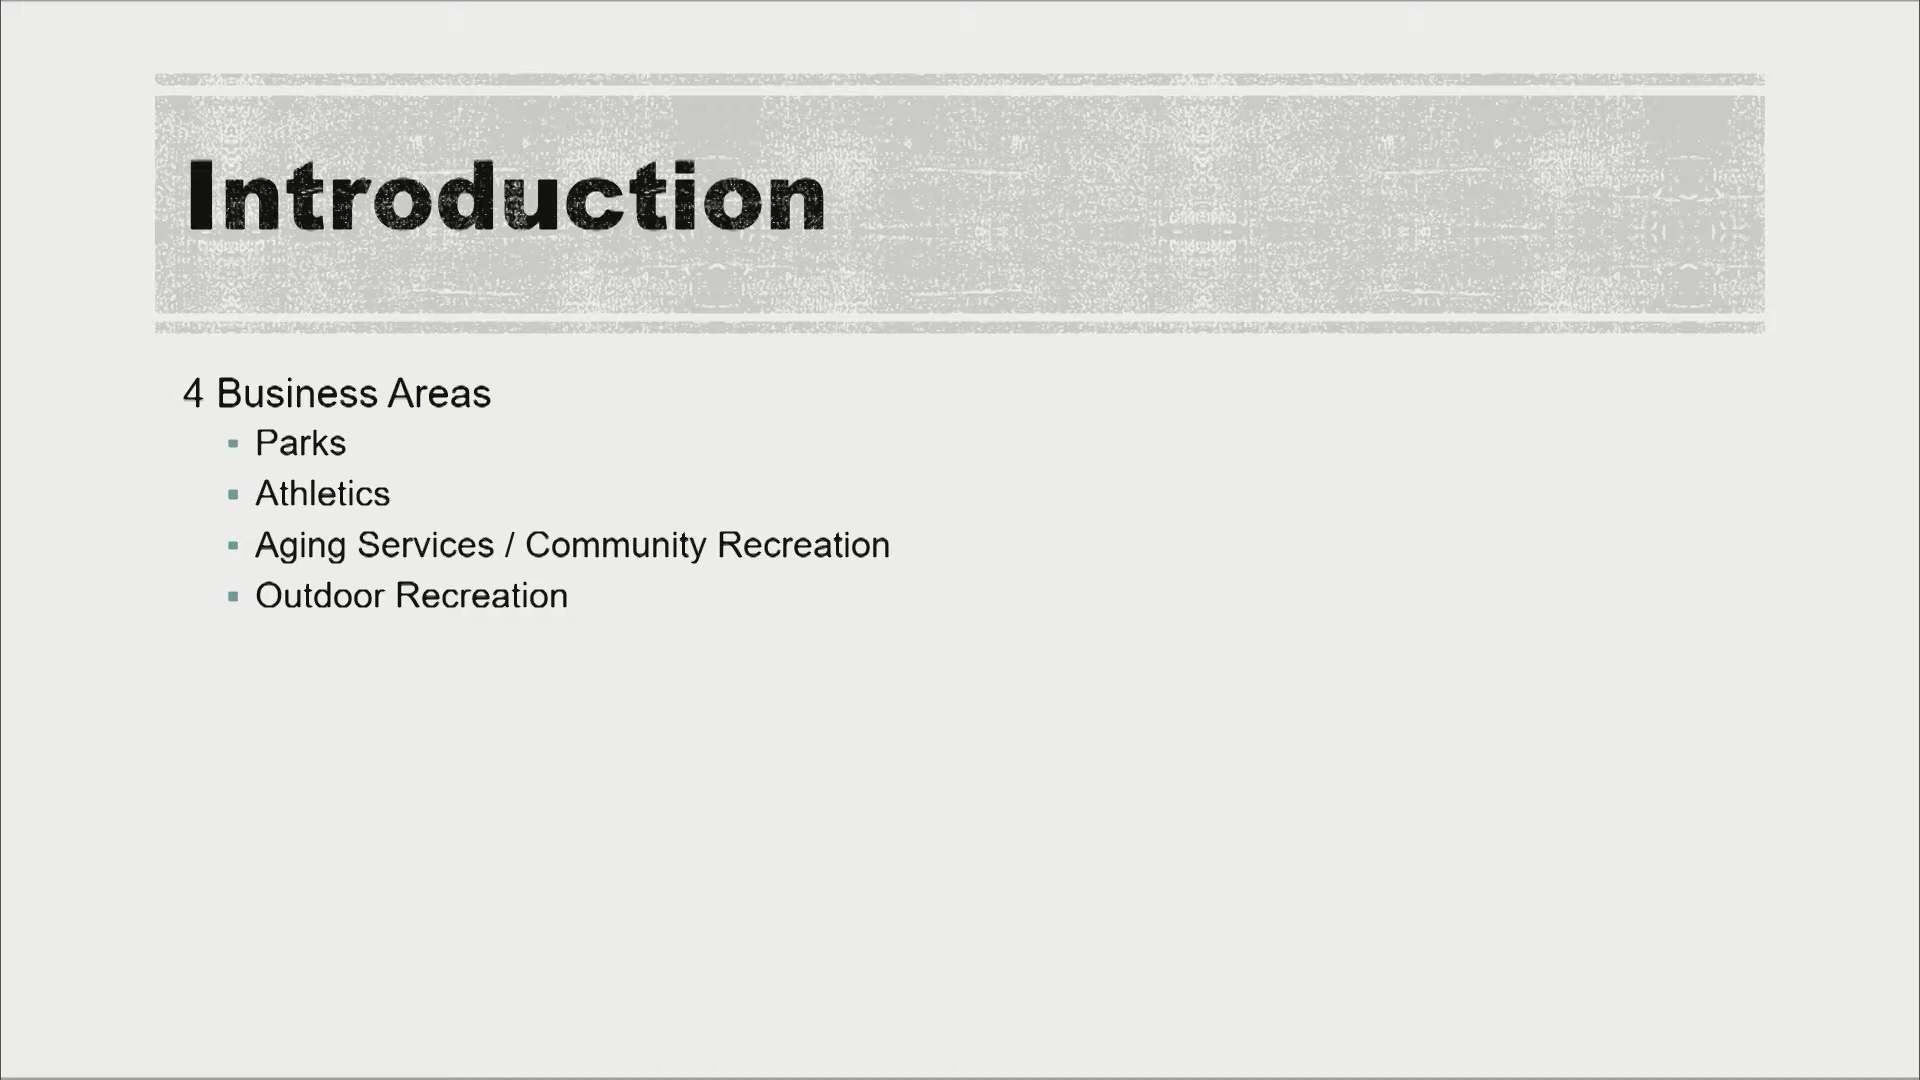 Introduction
4 Business Areas
Parks
Athletics
Aging Services / Community Recreation
Outdoor Recreation